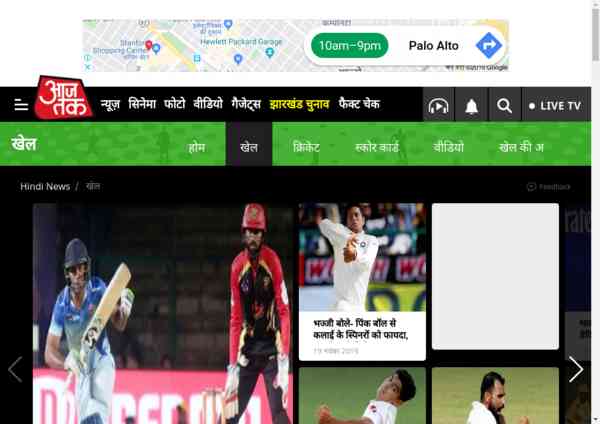 Stanford Shopping Center
Hewlett Packard Garage
10am–9pm
Palo Alto
Google
आज तक
न्यूज़ सिनेमा फोटो वीडियो गैजेट्स झारखंड चुनाव फैक्ट चेक
LIVE TV
खेल
होम खेल क्रिकेट स्कोर कार्ड वीडियो खेल की अ
Hindi News / खेल
Feedback
भज्जी बोले- पिंक बॉल से
कलाई के स्पिनरों को फायदा,
19 नवंबर 2019